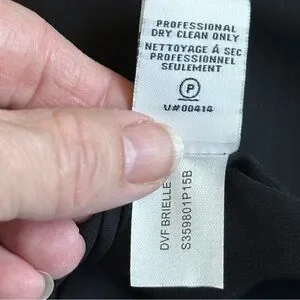 PROFESSIONAL
DRY CLEAN ONLY
NETTOYAGE À SEC
PROFESSIONNEL
SEULEMENT
P
U#00414
DVF BRIELLE
S359801P15B